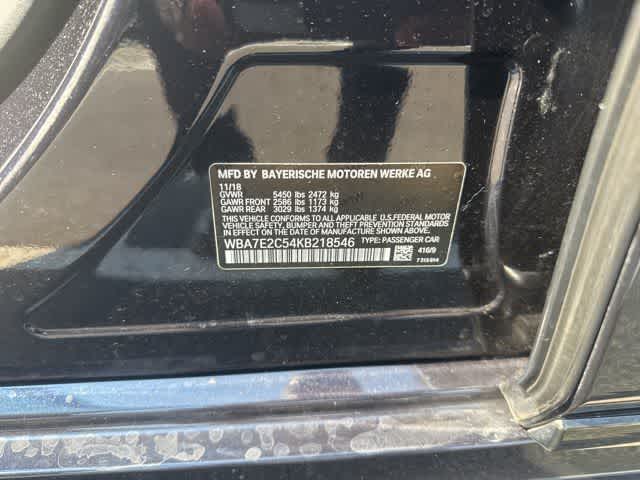 MFD BY BAYERISCHE MOTOREN WERKE AG
11/18
GVWR 5450 lbs 2472 kg
GAWR FRONT 2586 lbs 1173 kg
GAWR REAR 3029 lbs 1374 kg
THIS VEHICLE CONFORMS TO ALL APPLICABLE U.S.FEDERAL MOTOR
VEHICLE SAFETY, BUMPER, AND THEFT PREVENTION STANDARDS
IN EFFECT ON THE DATE OF MANUFACTURE SHOWN ABOVE.
WBA7E2C54KB218546 TYPE: PASSENGER CAR
416/9